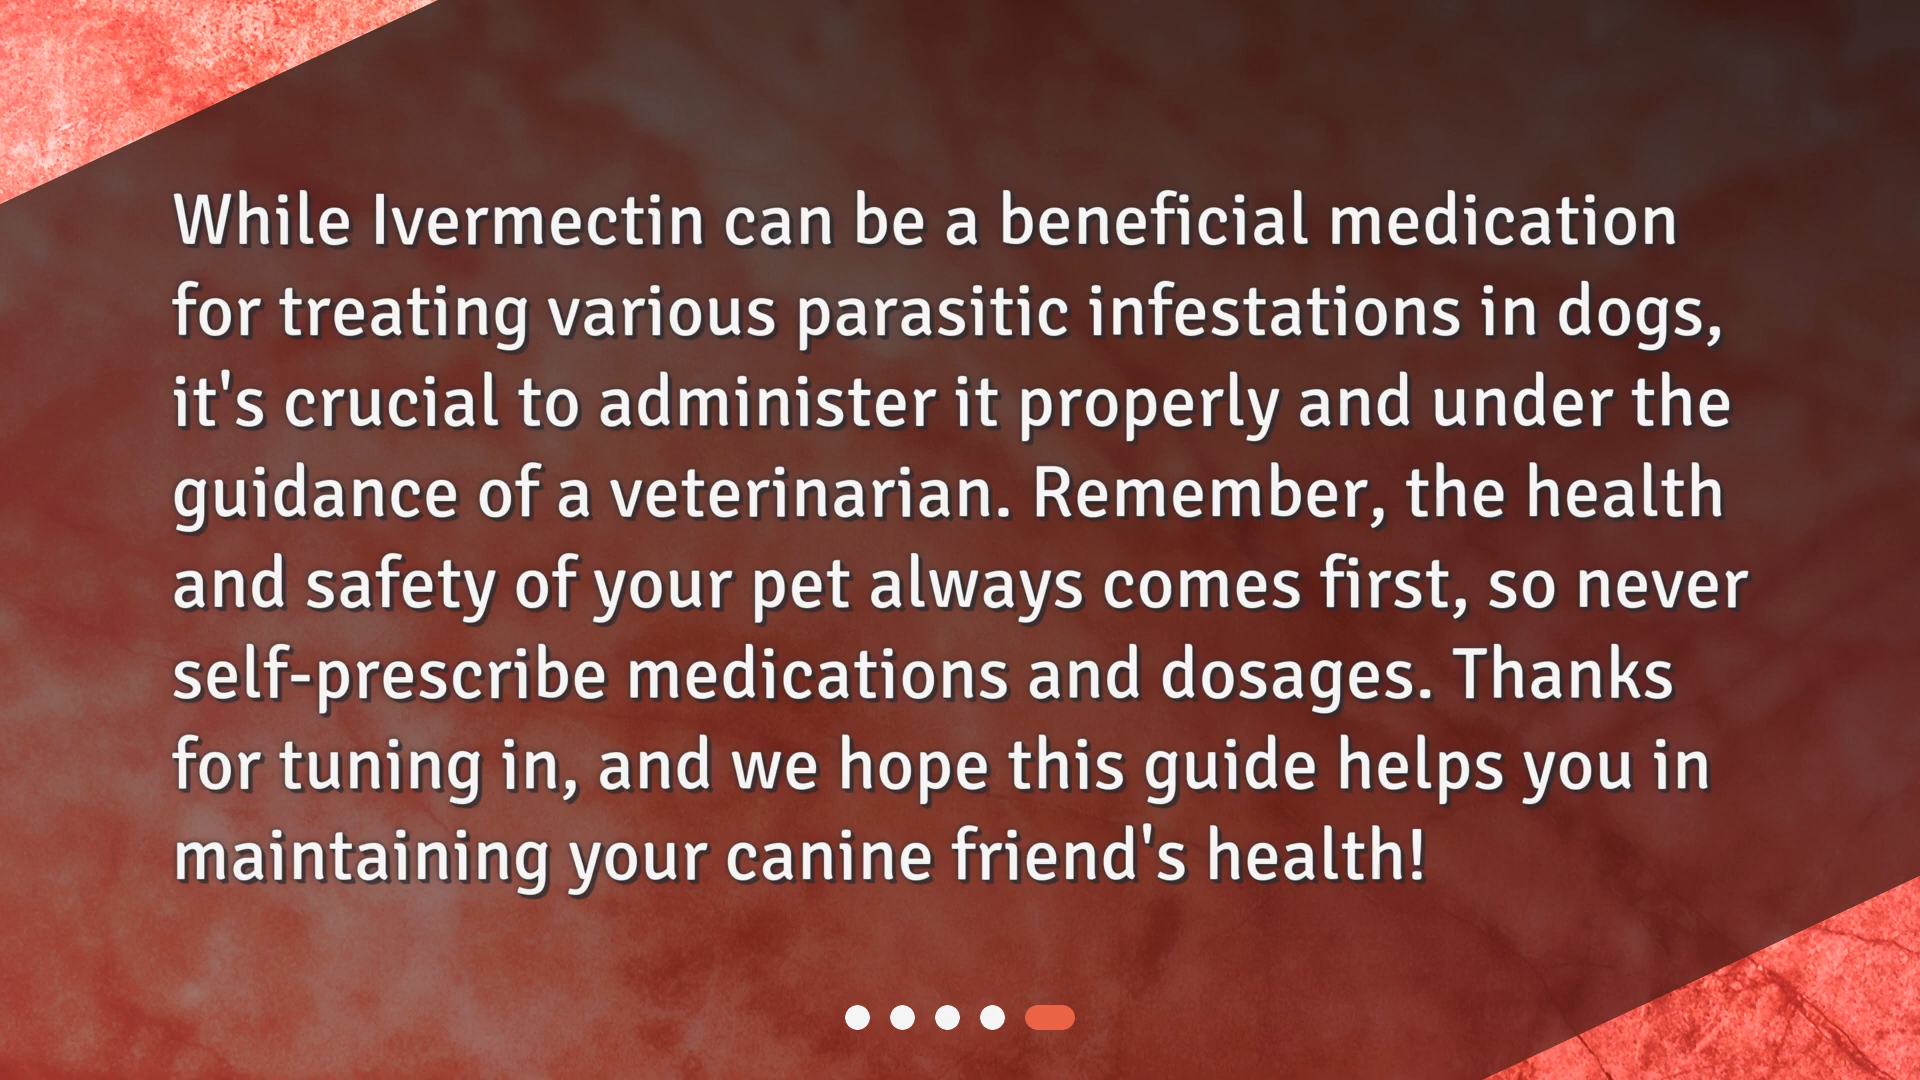 While Ivermectin can be a beneficial medication
for treating various parasitic infestations in dogs,
it's crucial to administer it properly and under the
guidance of a veterinarian. Remember, the health
and safety of your pet always comes first, so never
self-prescribe medications and dosages. Thanks
for tuning in, and we hope this guide helps you in
maintaining your canine friend's health!